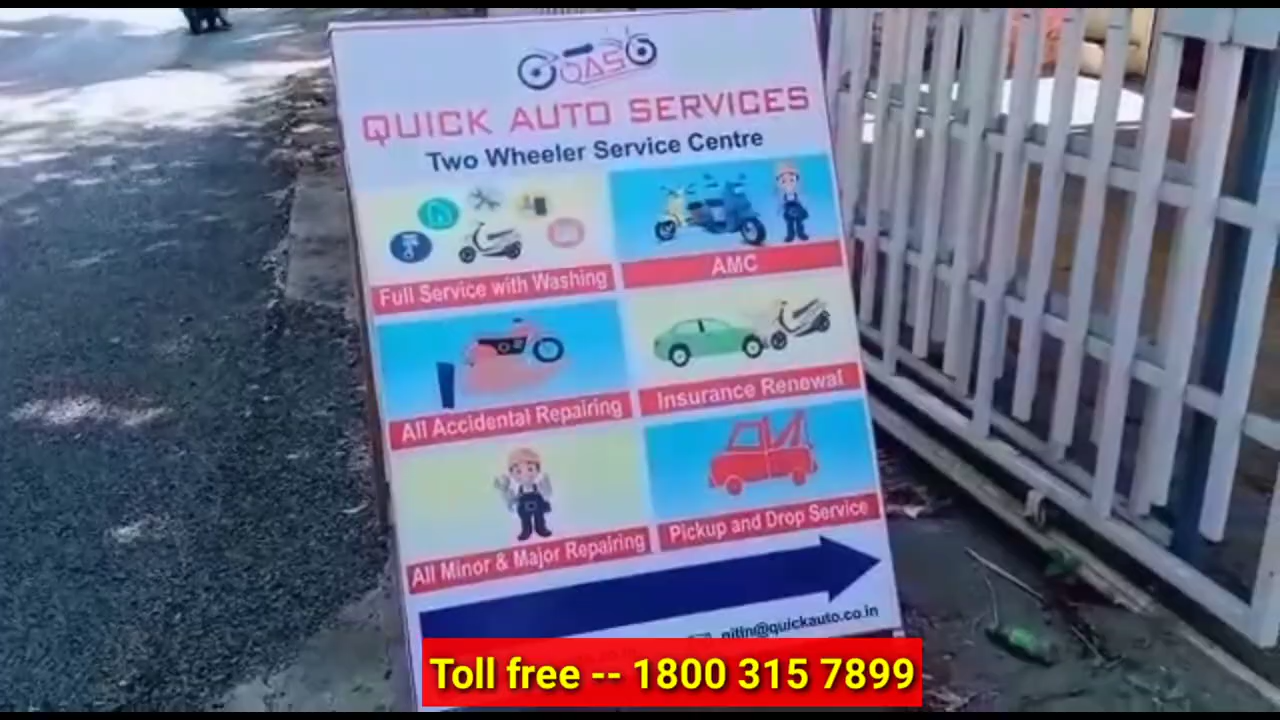 QAS
QUICK AUTO SERVICES
Two Wheeler Service Centre
Full Service with Washing
AMC
All Accidental Repairing
Insurance Renewal
All Minor & Major Repairing
Pickup and Drop Service
nitin@quickauto.co.in
Toll free -- 1800 315 7899